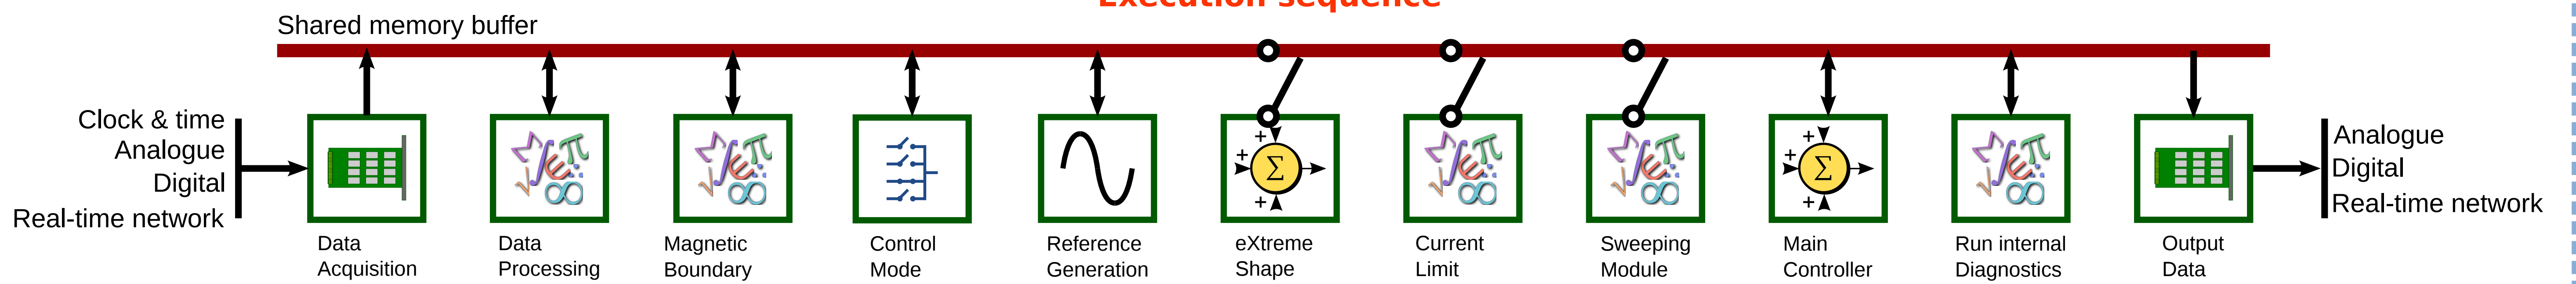 Execution sequence
Shared memory buffer
Clock & time
Analogue
Digital
Real-time network
Data
Acquisition
Data
Processing
Magnetic
Boundary
Control
Mode
Reference
Generation
eXtreme
Shape
Current
Limit
Sweeping
Module
Main
Controller
Run internal
Diagnostics
Output
Data
Analogue
Digital
Real-time network